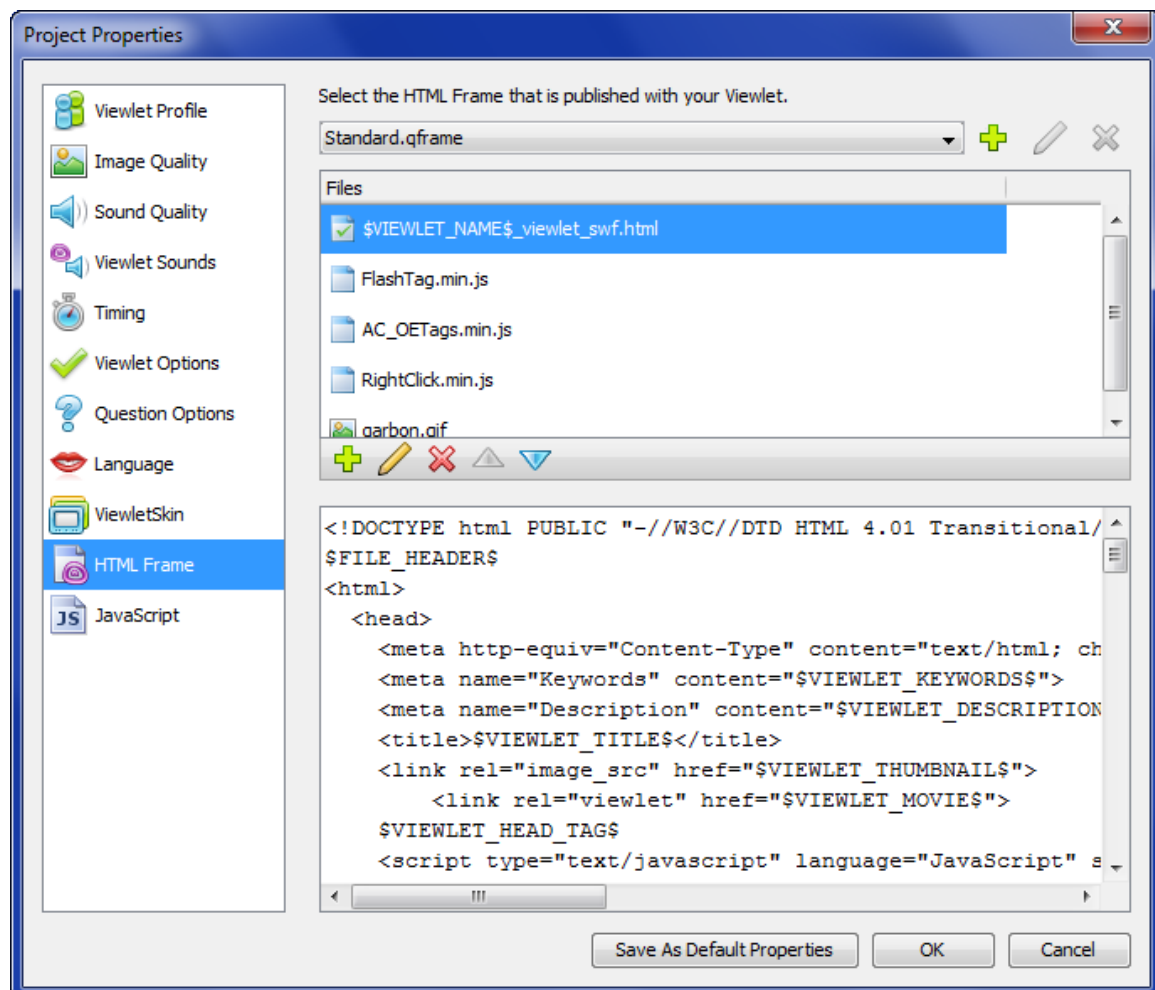 Project Properties
Viewlet Profile
Image Quality
Sound Quality
Viewlet Sounds
Timing
Viewlet Options
Question Options
Language
ViewletSkin
HTML Frame
JS JavaScript
Select the HTML Frame that is published with your Viewlet.
Standard.qframe
Files
$VIEWLET_NAME$_viewlet_swf.html
FlashTag.min.js
AC_OETags.min.js
RightClick.min.js
garbon.gif
<!DOCTYPE html PUBLIC "-//W3C//DTD HTML 4.01 Transitional/
$FILE_HEADER$
<html>
<head>
<meta http-equiv="Content-Type" content="text/html; ch
<meta name="Keywords" content="$VIEWLET_KEYWORDS$">
<meta name="Description" content="$VIEWLET_DESCRIPTION
<title>$VIEWLET_TITLE$</title>
<link rel="image_src" href="$VIEWLET_THUMBNAIL$">
<link rel="viewlet" href="$VIEWLET_MOVIE$">
$VIEWLET_HEAD_TAG$
<script type="text/javascript" language="JavaScript" s
Save As Default Properties
OK
Cancel